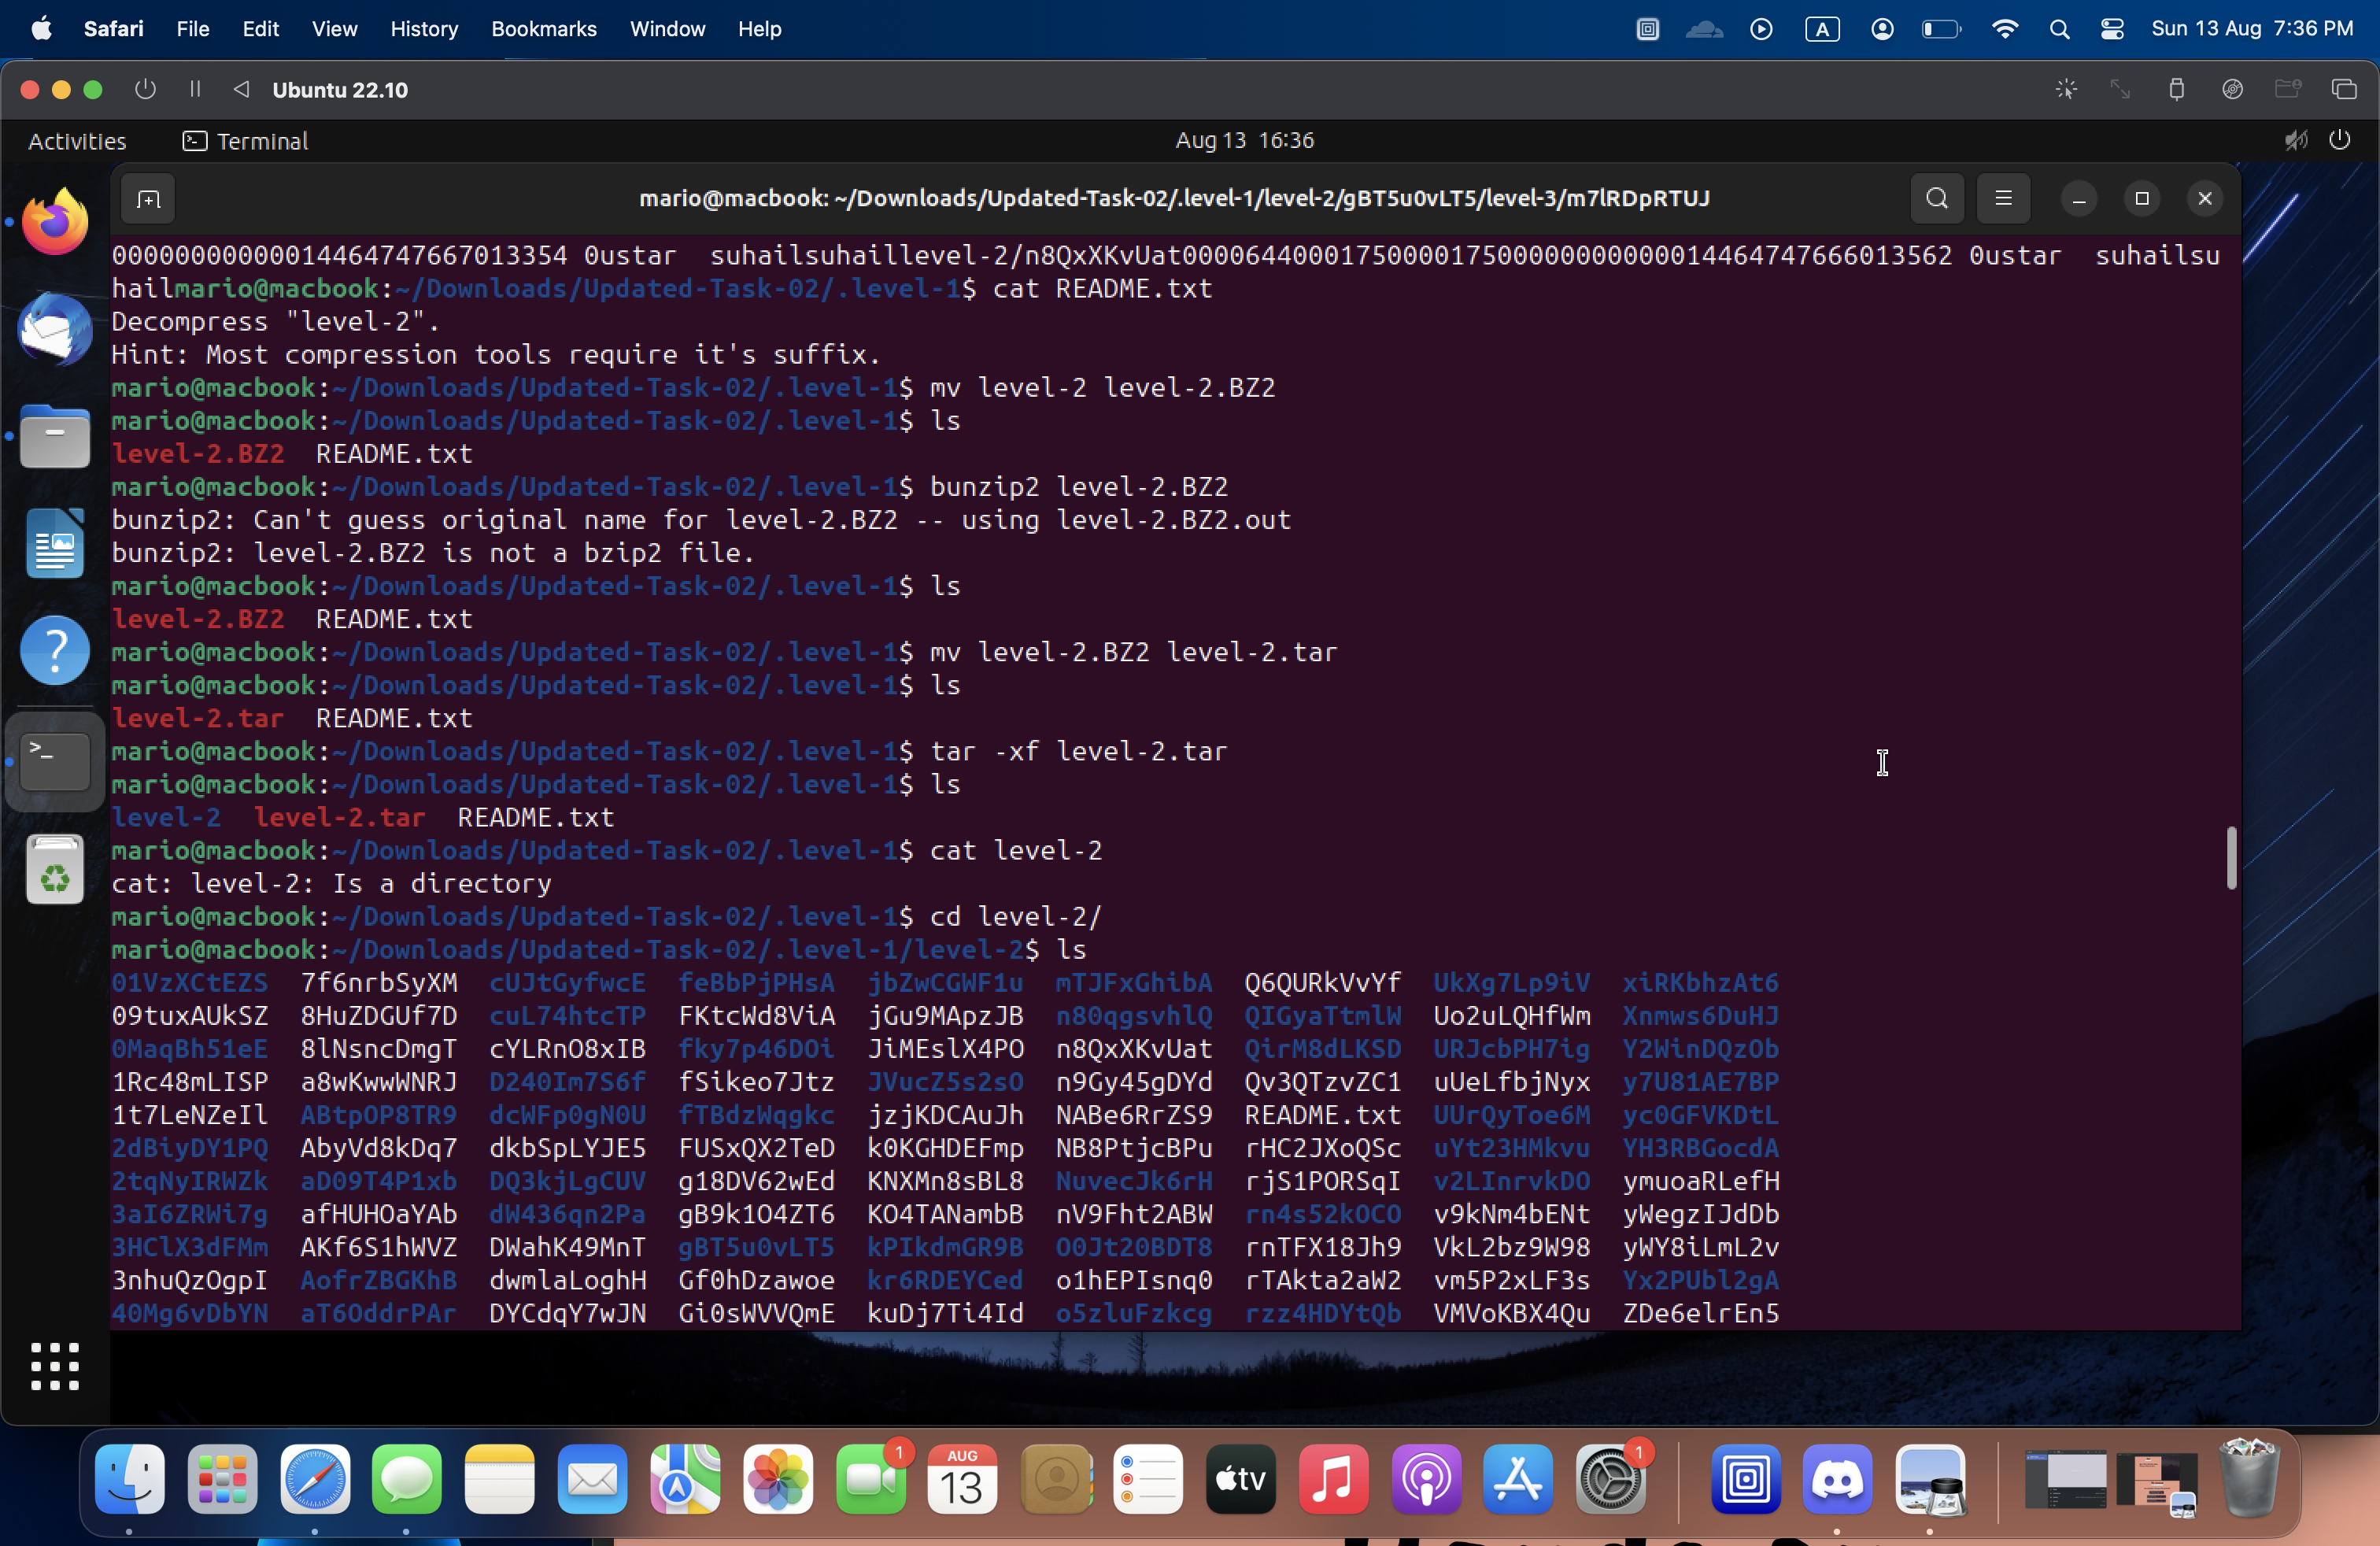 Safari File Edit View History Bookmarks Window Help A Sun 13 Aug 7:36 PM
Ubuntu 22.10
Activities Terminal Aug 13 16:36
mario@macbook: ~/Downloads/Updated-Task-02/.level-1/level-2/gBT5u0vLT5/level-3/m7lRDpRTUJ
00000000000014464747667013354 0ustar  suhailsuhaillevel-2/n8QxXKvUat0000644000175000017500000000000014464747666013562 0ustar  suhailsu
hailmario@macbook:~/Downloads/Updated-Task-02/.level-1$ cat README.txt
Decompress "level-2".
Hint: Most compression tools require it's suffix.
mario@macbook:~/Downloads/Updated-Task-02/.level-1$ mv level-2 level-2.BZ2
mario@macbook:~/Downloads/Updated-Task-02/.level-1$ ls
level-2.BZ2  README.txt
mario@macbook:~/Downloads/Updated-Task-02/.level-1$ bunzip2 level-2.BZ2
bunzip2: Can't guess original name for level-2.BZ2 -- using level-2.BZ2.out
bunzip2: level-2.BZ2 is not a bzip2 file.
mario@macbook:~/Downloads/Updated-Task-02/.level-1$ ls
level-2.BZ2  README.txt
mario@macbook:~/Downloads/Updated-Task-02/.level-1$ mv level-2.BZ2 level-2.tar
mario@macbook:~/Downloads/Updated-Task-02/.level-1$ ls
level-2.tar  README.txt
mario@macbook:~/Downloads/Updated-Task-02/.level-1$ tar -xf level-2.tar
mario@macbook:~/Downloads/Updated-Task-02/.level-1$ ls
level-2  level-2.tar  README.txt
mario@macbook:~/Downloads/Updated-Task-02/.level-1$ cat level-2
cat: level-2: Is a directory
mario@macbook:~/Downloads/Updated-Task-02/.level-1$ cd level-2/
mario@macbook:~/Downloads/Updated-Task-02/.level-1/level-2$ ls
01VzXCtEZS  7f6nrbSyXM  cUJtGyfwcE  feBbPjPHsA  jbZwCGWF1u  mTJFxGhibA  Q6QURkVvYf  UkXg7Lp9iV  xiRKbhzAt6
09tuxAUkSZ  8HuZDGUf7D  cuL74htcTP  FKtcWd8ViA  jGu9MApzJB  n80qgsvhlQ  QIGyaTtmlW  Uo2uLQHfWm  Xnmws6DuHJ
0MaqBh51eE  8lNsncDmgT  cYLRnO8xIB  fky7p46DOi  JiMEslX4PO  n8QxXKvUat  QirM8dLKSD  URJcbPH7ig  Y2WinDQzOb
1Rc48mLISP  a8wKwwWNRJ  D240Im7S6f  fSikeo7Jtz  JVucZ5s2sO  n9Gy45gDYd  Qv3QTzvZC1  uUeLfbjNyx  y7U81AE7BP
1t7LeNZeIl  ABtpOP8TR9  dcWFp0gN0U  fTBdzWqgkc  jzjKDCAuJh  NABe6RrZS9  README.txt  UUrQyToe6M  yc0GFVKDtL
2dBiyDY1PQ  AbyVd8kDq7  dkbSpLYJE5  FUSxQX2TeD  k0KGHDEFmp  NB8PtjcBPu  rHC2JXoQSc  uYt23HMkvu  YH3RBGocdA
2tqNyIRWZk  aD09T4P1xb  DQ3kjLgCUV  g18DV62wEd  KNXMn8sBL8  NuvecJk6rH  rjS1PORSqI  v2LInrvkDO  ymuoaRLefH
3aI6ZRWi7g  afHUHOaYAb  dW436qn2Pa  gB9k1O4ZT6  KO4TANambB  nV9Fht2ABW  rn4s52kOCO  v9kNm4bENt  yWegzIJdDb
3HClX3dFMm  AKf6S1hWVZ  DWahK49MnT  gBT5u0vLT5  kPIkdmGR9B  O0Jt20BDT8  rnTFX18Jh9  VkL2bz9W98  yWY8iLmL2v
3nhuQzOgpI  AofrZBGKhB  dwmlaLoghH  Gf0hDzawoe  kr6RDEYCed  o1hEPIsnq0  rTAkta2aW2  vm5P2xLF3s  Yx2PUbl2gA
40Mg6vDbYN  aT6OddrPAr  DYCdqY7wJN  Gi0sWVVQmE  kuDj7Ti4Id  o5zluFzkcg  rzz4HDYtQb  VMVoKBX4Qu  ZDe6elrEn5
1 AUG 13 tv 1